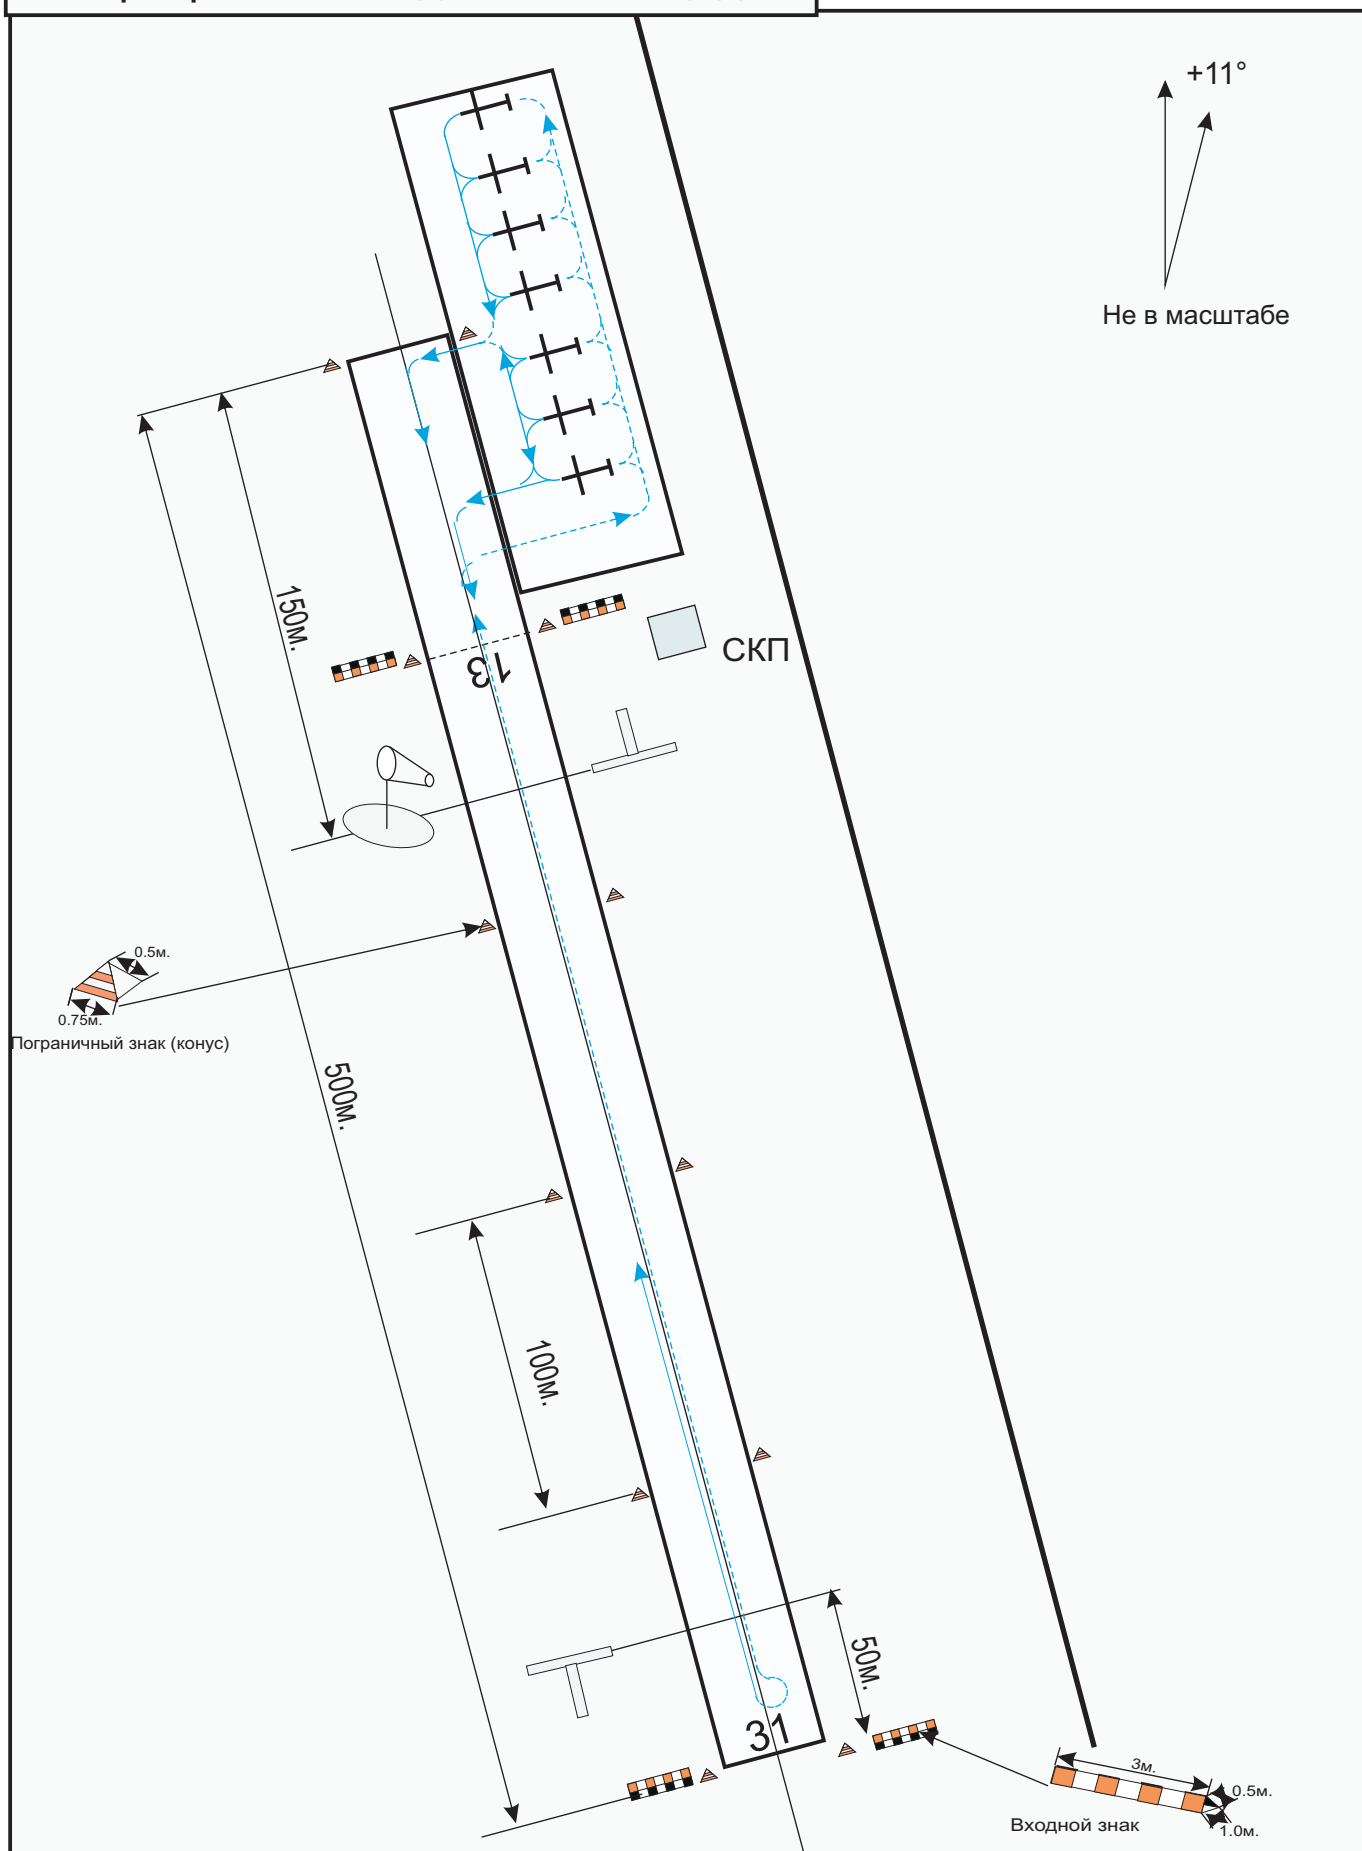 +11°
Не в масштабе
150м.
13
СКП
0.5м.
0.75м.
Пограничный знак (конус)
500м.
100м.
50м.
31
3м.
0.5м.
1.0м.
Входной знак